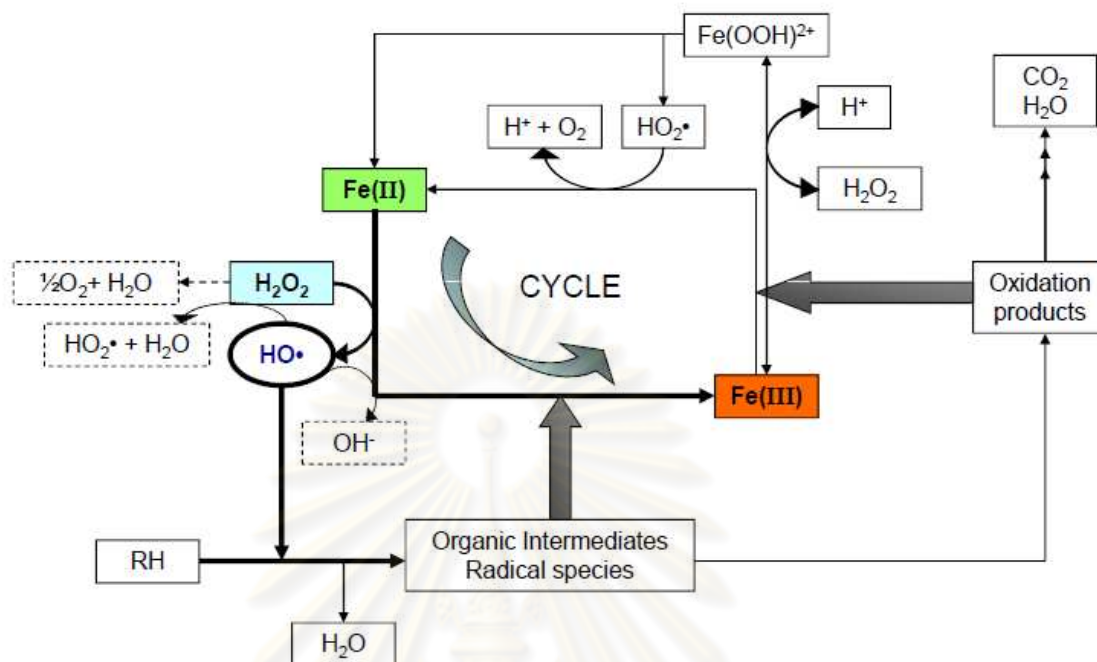 Fe(OOH)²⁺
CO₂
H₂O
H⁺
H⁺ + O₂
HO₂•
Fe(II)
H₂O₂
½O₂+ H₂O
H₂O₂
CYCLE
Oxidation
products
HO₂• + H₂O
HO•
Fe(III)
OH⁻
RH
Organic Intermediates
Radical species
H₂O